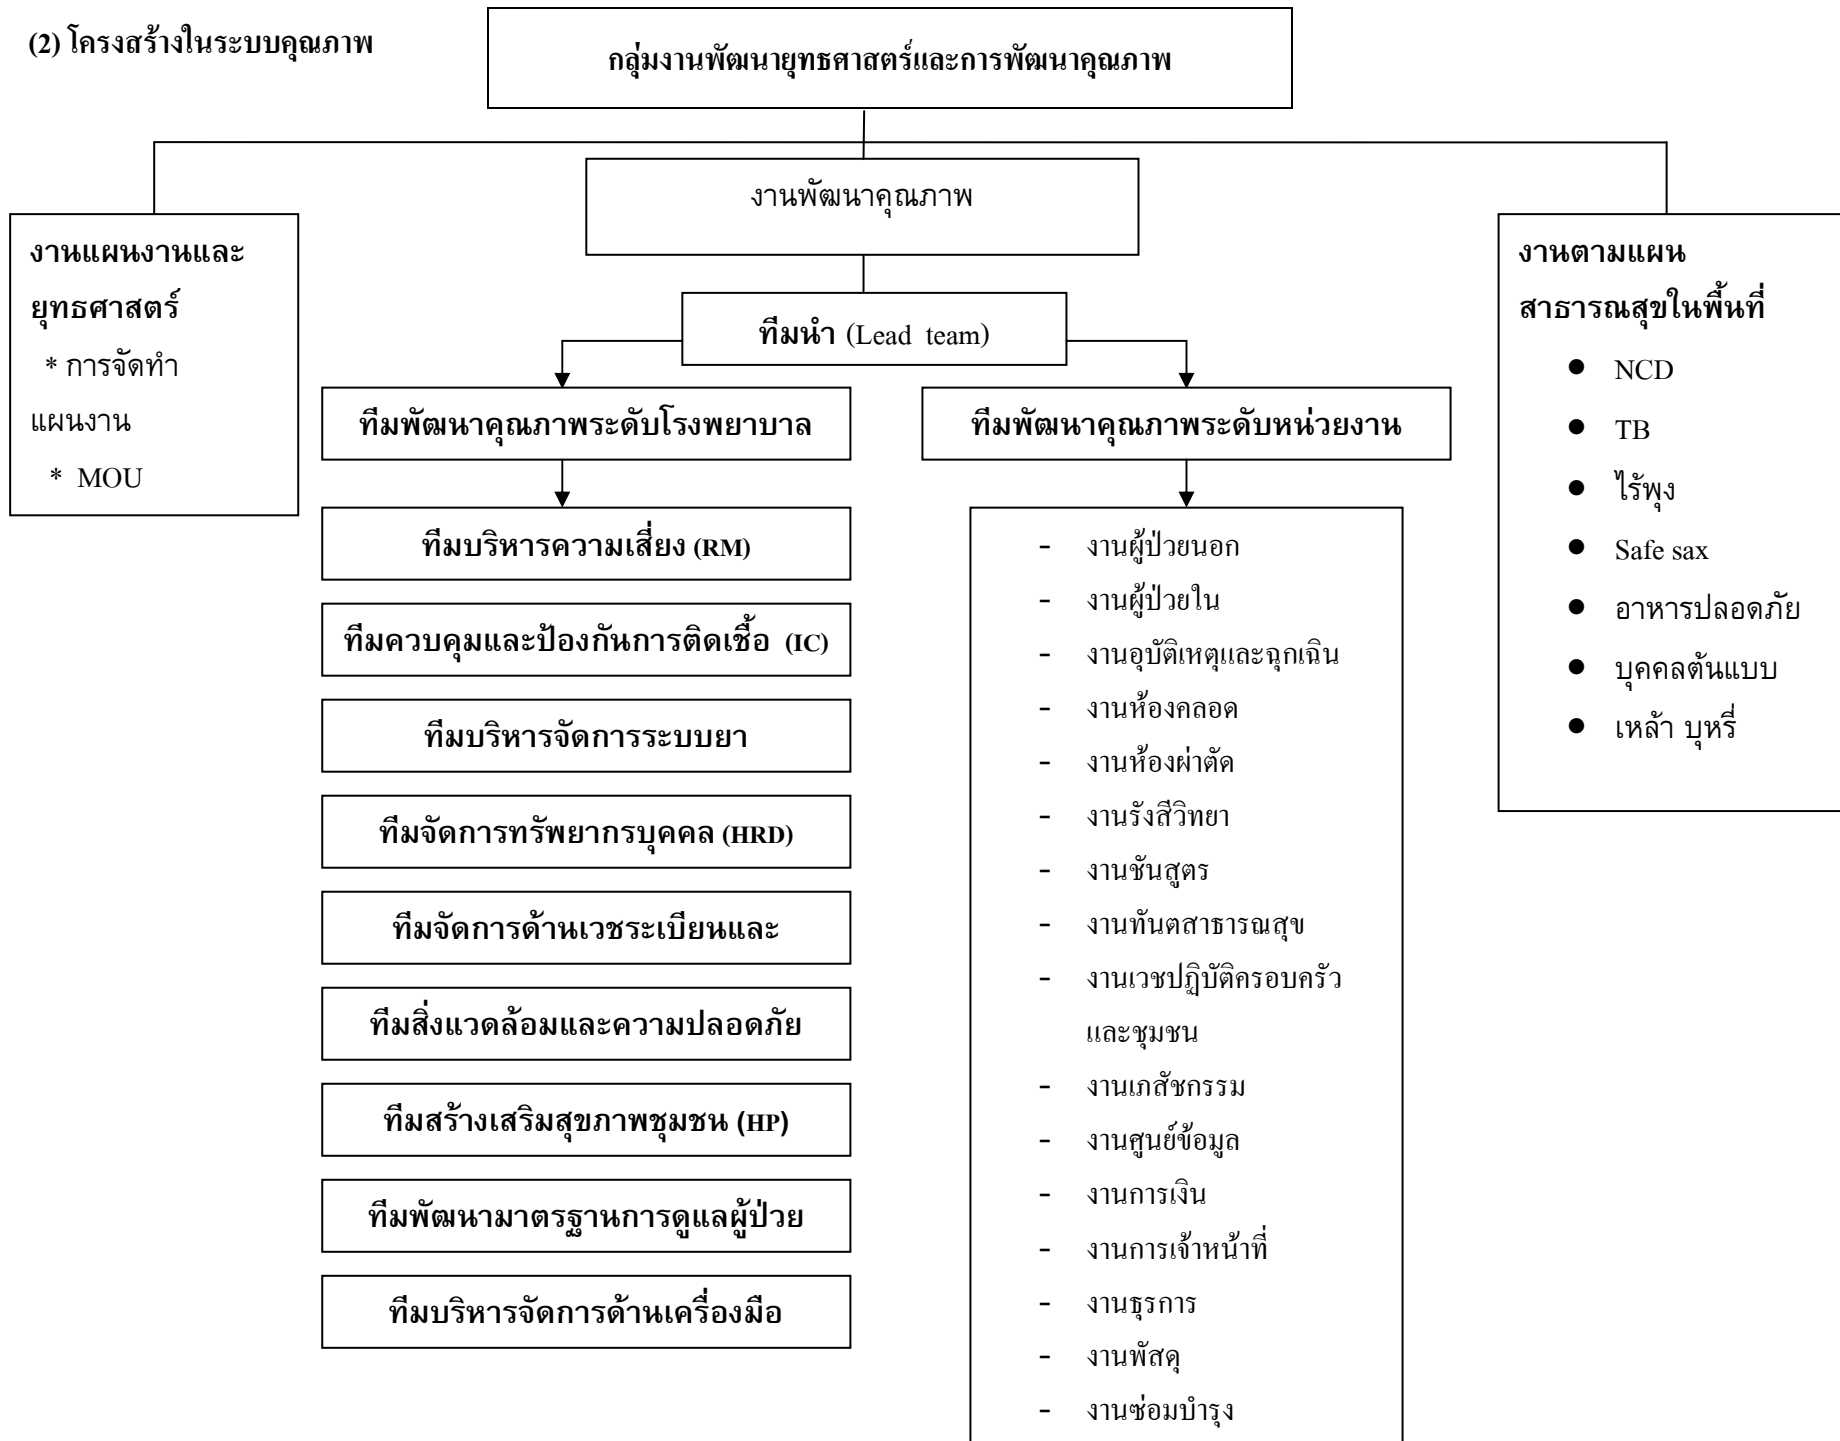 (2) โครงสร้างในระบบคุณภาพ
กลุ่มงานพัฒนายุทธศาสตร์และการพัฒนาคุณภาพ
งานพัฒนาคุณภาพ
งานแผนงานและ
ยุทธศาสตร์
* การจัดทำ
แผนงาน
* MOU
ทีมนำ (Lead team)
ทีมพัฒนาคุณภาพระดับโรงพยาบาล
ทีมบริหารความเสี่ยง (RM)
ทีมควบคุมและป้องกันการติดเชื้อ (IC)
ทีมบริหารจัดการระบบยา
ทีมจัดการทรัพยากรบุคคล (HRD)
ทีมจัดการด้านเวชระเบียนและ
ทีมสิ่งแวดล้อมและความปลอดภัย
ทีมสร้างเสริมสุขภาพชุมชน (HP)
ทีมพัฒนามาตรฐานการดูแลผู้ป่วย
ทีมบริหารจัดการด้านเครื่องมือ
ทีมพัฒนาคุณภาพระดับหน่วยงาน
- งานผู้ป่วยนอก
- งานผู้ป่วยใน
- งานอุบัติเหตุและฉุกเฉิน
- งานห้องคลอด
- งานห้องผ่าตัด
- งานรังสีวิทยา
- งานชันสูตร
- งานทันตสาธารณสุข
- งานเวชปฏิบัติครอบครัว
และชุมชน
- งานเภสัชกรรม
- งานศูนย์ข้อมูล
- งานการเงิน
- งานการเจ้าหน้าที่
- งานธุรการ
- งานพัสดุ
- งานซ่อมบำรุง
งานตามแผน
สาธารณสุขในพื้นที่
● NCD
● TB
● ไร้พุง
● Safe sax
● อาหารปลอดภัย
● บุคคลต้นแบบ
● เหล้า บุหรี่